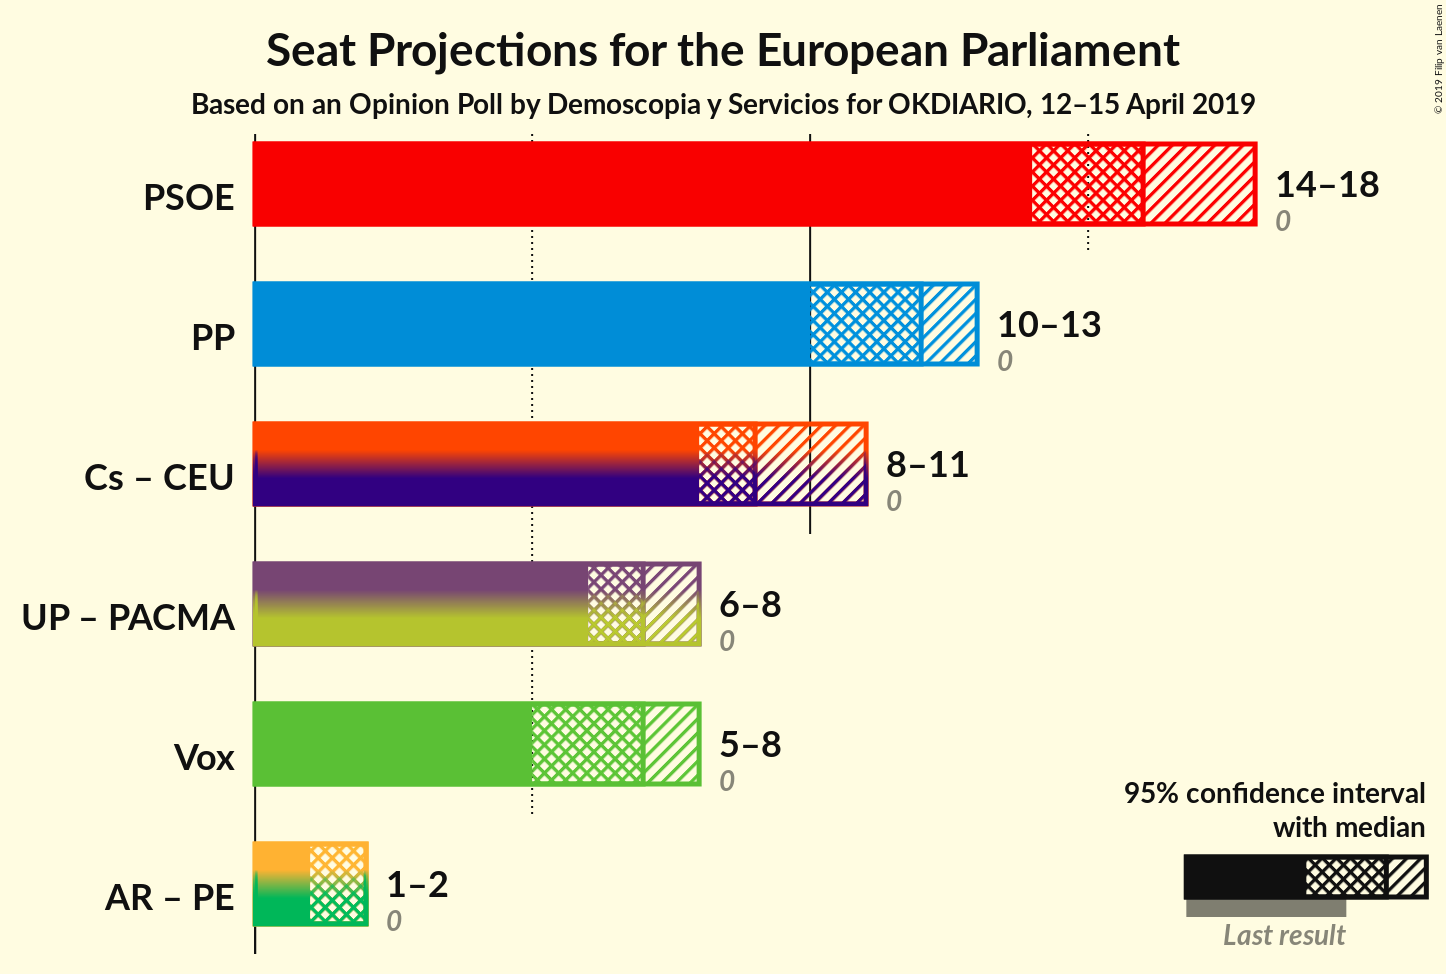 Seat Projections for the European Parliament
Based on an Opinion Poll by Demoscopia y Servicios for OKDIARIO, 12–15 April 2019
© 2019 Filip van Laenen
PSOE
14–18
0
PP
10–13
0
Cs – CEU
8–11
0
UP – PACMA
6–8
0
Vox
5–8
0
AR – PE
1–2
0
95% confidence interval
with median
Last result